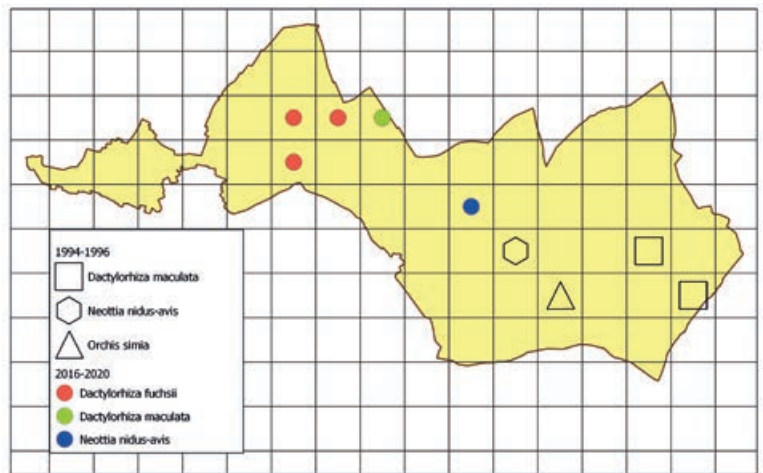 1994-1996
Dactylorhiza maculata
Neottia nidus-avis
Orchis simia
2016-2020
Dactylorhiza fuchsii
Dactylorhiza maculata
Neottia nidus-avis